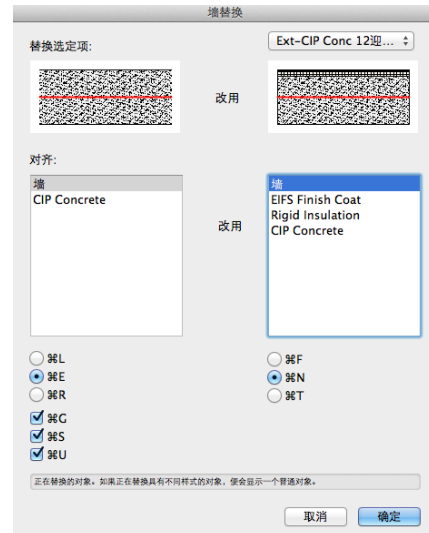 墙替换
替换选定项:
Ext-CIP Conc 12迎...
改用
对齐:
墙
CIP Concrete
改用
墙
EIFS Finish Coat
Rigid Insulation
CIP Concrete
⌘L
⌘E
⌘R
⌘F
⌘N
⌘T
⌘G
⌘S
⌘U
正在替换的对象。如果正在替换具有不同样式的对象，便会显示一个普通对象。
取消
确定